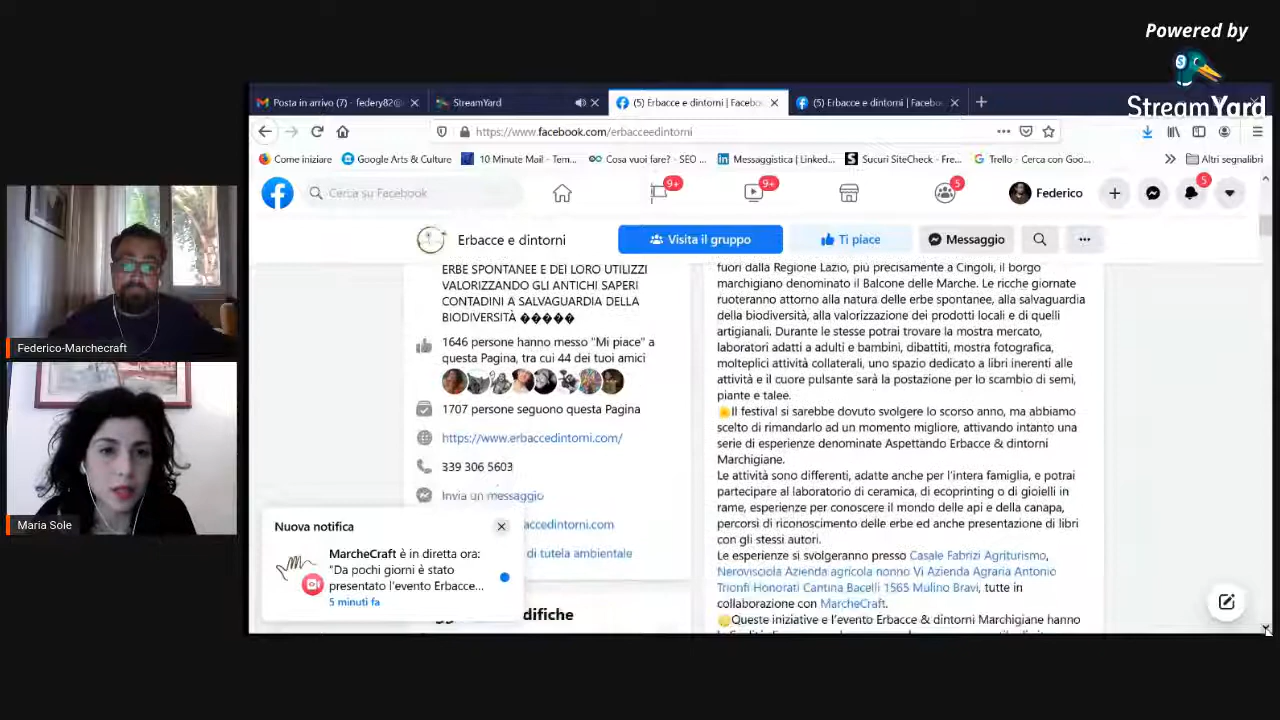 Powered by
StreamYard
Posta in arrivo (7) - federy82@
StreamYard
(5) Erbacce e dintorni | Facebo
(5) Erbacce e dintorni | Facebo
https://www.facebook.com/erbacceedintorni
Come iniziare
Google Arts & Culture
10 Minute Mail - Tem...
Cosa vuoi fare? - SEO ...
Messaggistica | Linked...
Sucuri SiteCheck - Fre...
Trello - Cerca con Goo...
Altri segnalibri
Cerca su Facebook
9+
9+
5
Federico
5
Erbacce e dintorni
Visita il gruppo
Ti piace
Messaggio
ERBE SPONTANEE E DEI LORO UTILIZZI
VALORIZZANDO GLI ANTICHI SAPERI
CONTADINI A SALVAGUARDIA DELLA
BIODIVERSITÀ �����
1646 persone hanno messo "Mi piace" a
questa Pagina, tra cui 44 dei tuoi amici
1707 persone seguono questa Pagina
https://www.erbaccedintorni.com/
339 306 5603
Invia un messaggio
accedintorni.com
di tutela ambientale
difiche
Nuova notifica
MarcheCraft è in diretta ora:
"Da pochi giorni è stato
presentato l'evento Erbacce...
5 minuti fa
fuori dalla Regione Lazio, più precisamente a Cingoli, il borgo
marchigiano denominato il Balcone delle Marche. Le ricche giornate
ruoteranno attorno alla natura delle erbe spontanee, alla salvaguardia
della biodiversità, alla valorizzazione dei prodotti locali e di quelli
artigianali. Durante le stesse potrai trovare la mostra mercato,
laboratori adatti a adulti e bambini, dibattiti, mostra fotografica,
molteplici attività collaterali, uno spazio dedicato a libri inerenti alle
attività e il cuore pulsante sarà la postazione per lo scambio di semi,
piante e talee.
Il festival si sarebbe dovuto svolgere lo scorso anno, ma abbiamo
scelto di rimandarlo ad un momento migliore, attivando intanto una
serie di esperienze denominate Aspettando Erbacce & dintorni
Marchigiane.
Le attività sono differenti, adatte anche per l'intera famiglia, e potrai
partecipare al laboratorio di ceramica, di ecoprinting o di gioielli in
rame, esperienze per conoscere il mondo delle api e della canapa,
percorsi di riconoscimento delle erbe ed anche presentazione di libri
con gli stessi autori.
Le esperienze si svolgeranno presso Casale Fabrizi Agriturismo,
Nerovisciola Azienda agricola nonno Vi Azienda Agraria Antonio
Trionfi Honorati Cantina Bacelli 1565 Mulino Bravi, tutte in
collaborazione con MarcheCraft.
Queste iniziative e l'evento Erbacce & dintorni Marchigiane hanno
Federico-Marchecraft
Maria Sole